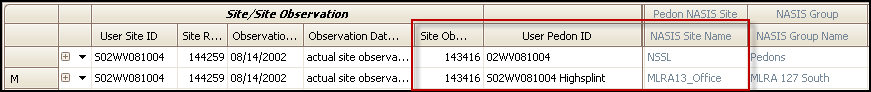 Site/Site Observation Pedon NASIS Site NASIS Group
User Site ID Site R... Observatio... Observation Dat... Site Ob... User Pedon ID NASIS Site Name NASIS Group Name
S02WV081004 144259 08/14/2002 actual site observa... 143416 02WV081004 NSSL Pedons
M S02WV081004 144259 08/14/2002 actual site observa... 143416 S02WV081004 Highsplint MLRA13_Office MLRA 127 South